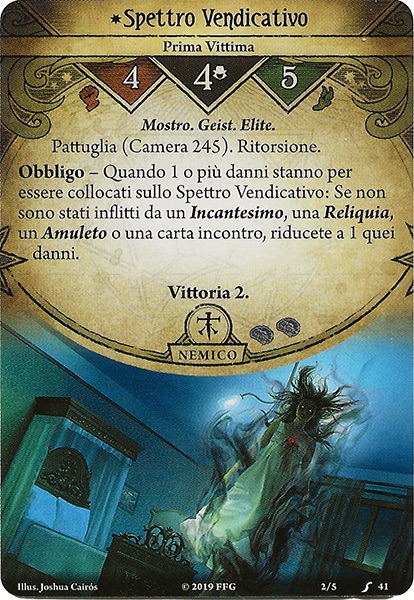 *Spettro Vendicativo
Prima Vittima
4 4 5
Mostro. Geist. Elite.
Pattuglia (Camera 245). Ritorsione.
Obbligo – Quando 1 o più danni stanno per
essere collocati sullo Spettro Vendicativo: Se non
sono stati inflitti da un Incantesimo, una Reliquia,
un Amuleto o una carta incontro, riducete a 1 quei
danni.
Vittoria 2.
NEMICO
Illus. Joshua Cairós © 2019 FFG 2/5 41